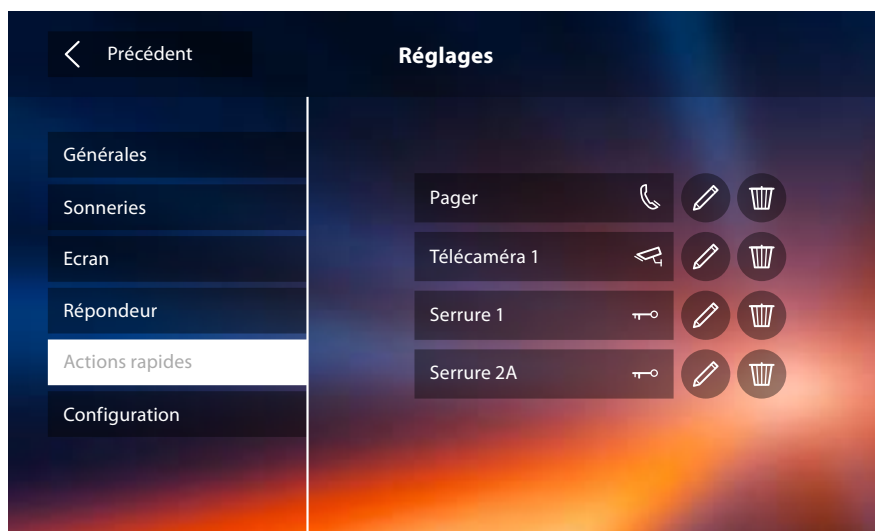 Précédent
Réglages
Générales
Sonneries
Ecran
Répondeur
Actions rapides
Configuration
Pager
Télécaméra 1
Serrure 1
Serrure 2A